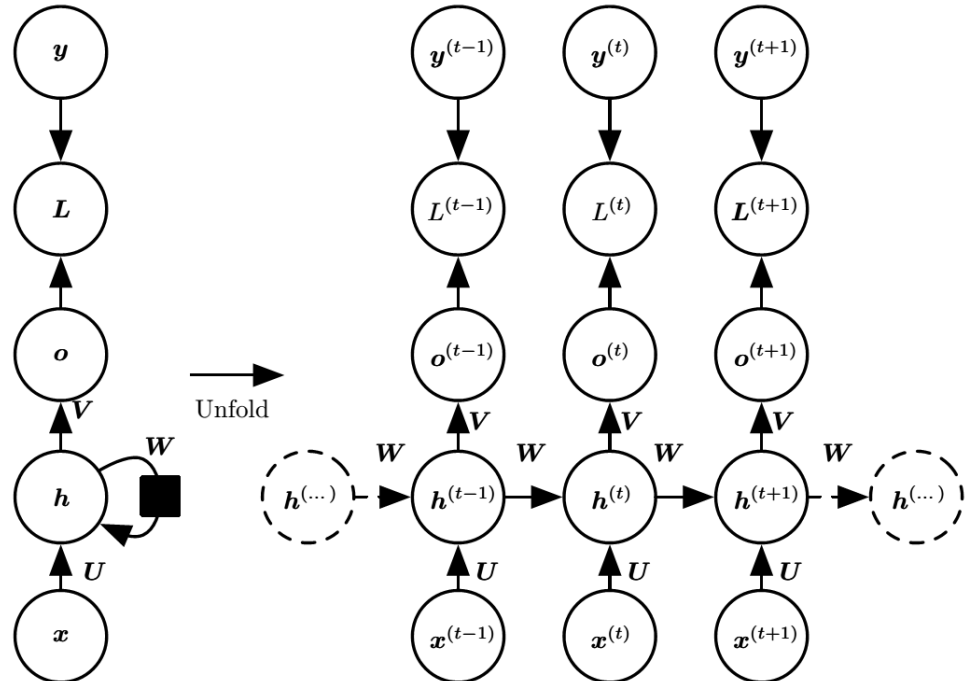 y y(t−1) y(t) y(t+1)
L L(t−1) L(t) L(t+1)
o o(t−1) o(t) o(t+1)
Unfold
V V V V
W W W W W
h h(...) h(t−1) h(t) h(t+1) h(...)
U U U U
x x(t−1) x(t) x(t+1)